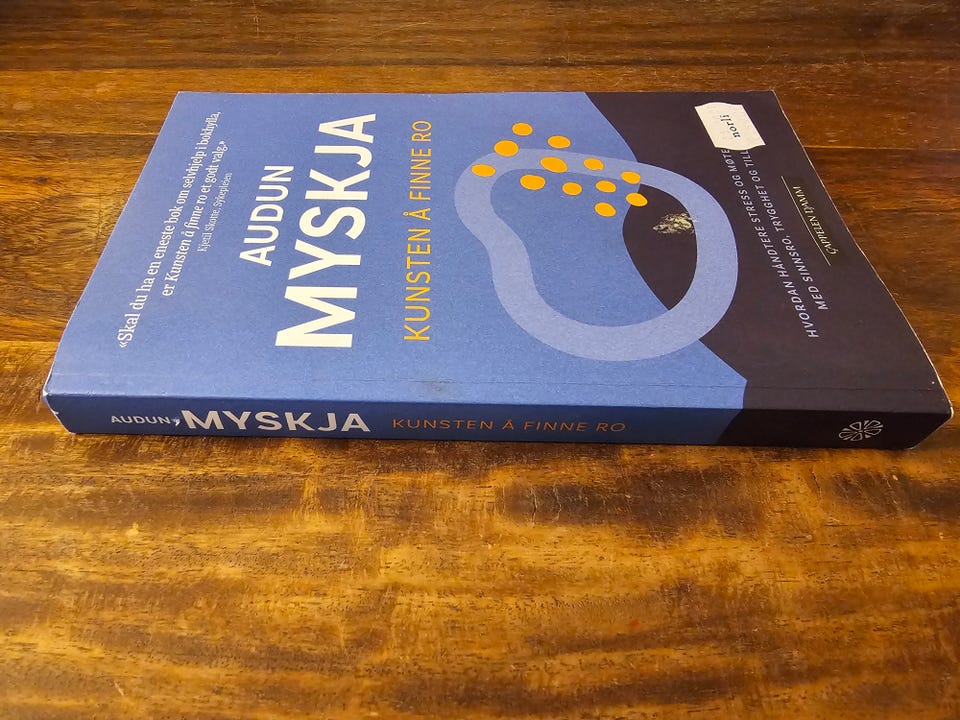 «Skal du ha en eneste bok om selvhjelp i bokhylla,
er Kunsten å finne ro et godt valg.»
Kjetil Skotte, Sykepleien
AUDUN
MYSKJA
KUNSTEN Å FINNE RO
norli
HVORDAN HÅNDTERE STRESS OG MØTE
MED SINNSRO, TRYGGHET OG TILL
CAPPELEN DAMM
AUDUN MYSKJA KUNSTEN Å FINNE RO